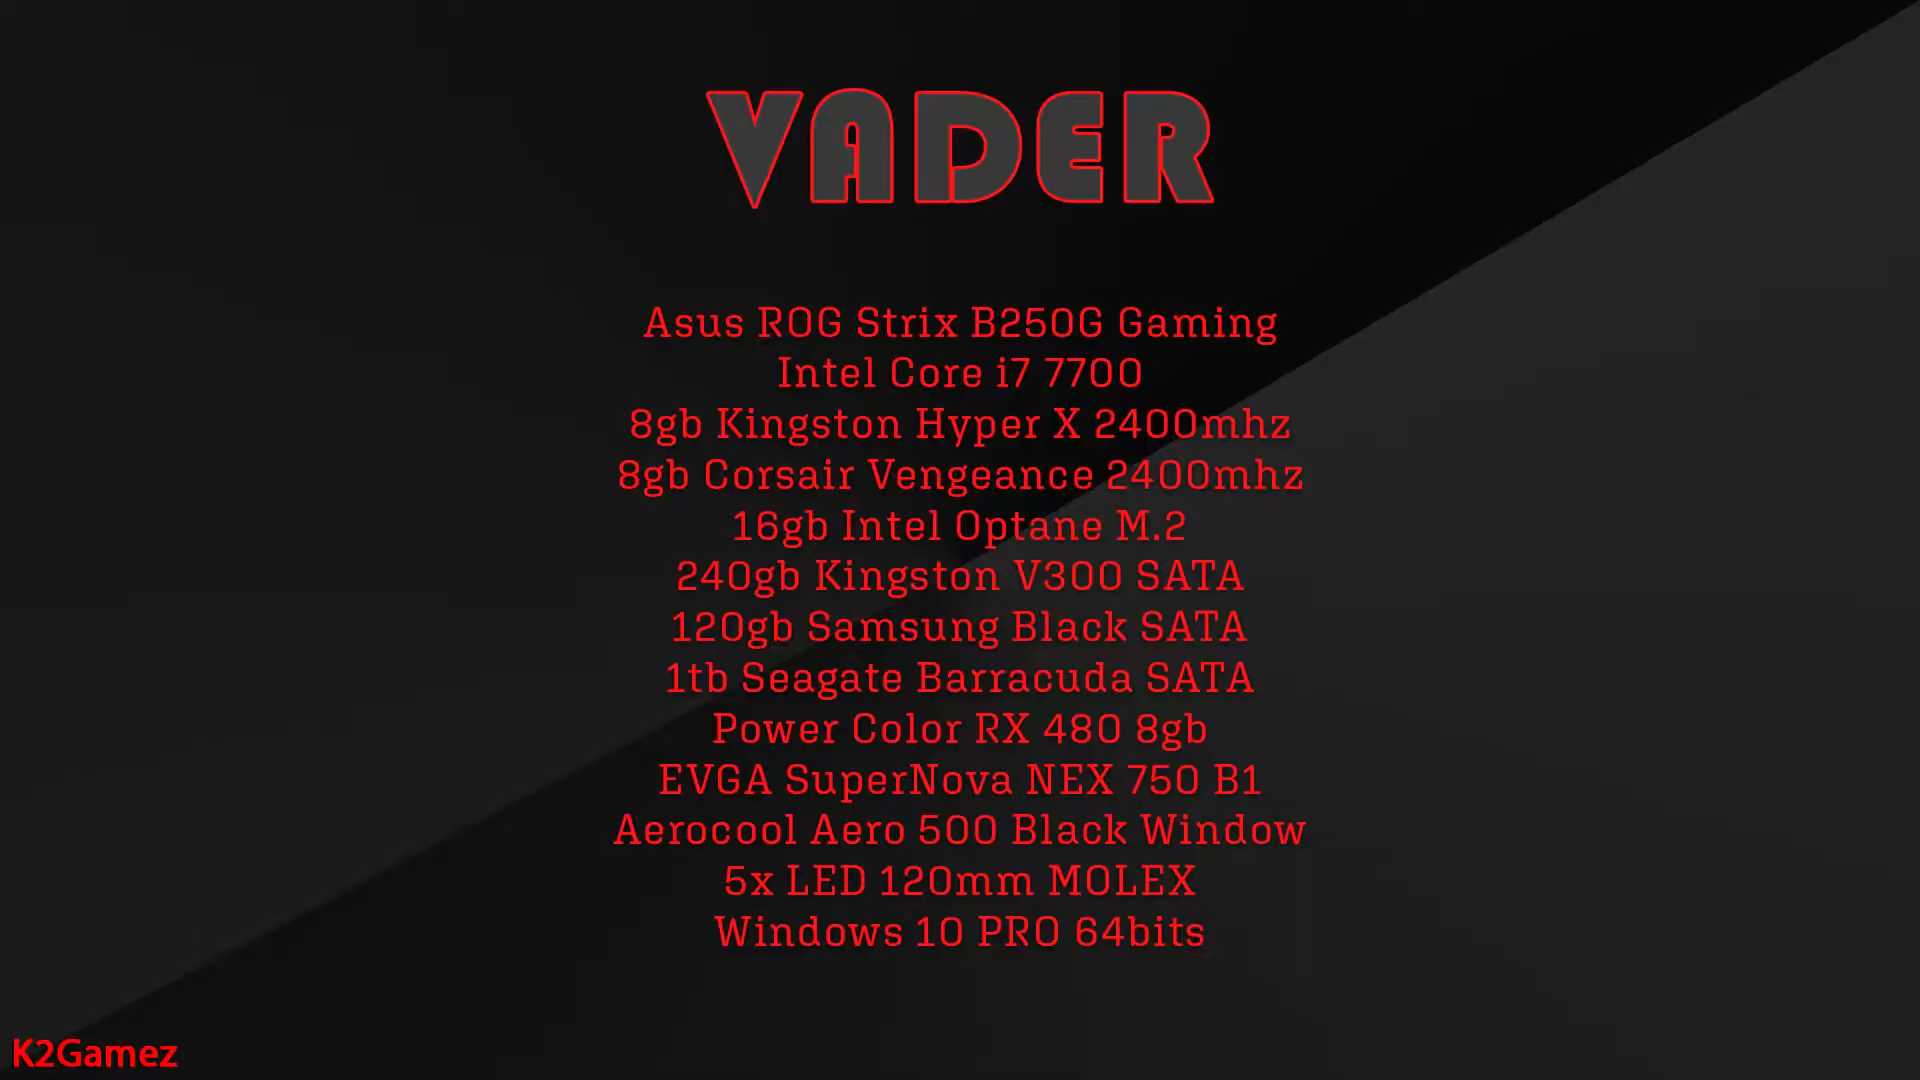 VADER
Asus ROG Strix B250G Gaming
Intel Core i7 7700
8gb Kingston Hyper X 2400mhz
8gb Corsair Vengeance 2400mhz
16gb Intel Optane M.2
240gb Kingston V300 SATA
120gb Samsung Black SATA
1tb Seagate Barracuda SATA
Power Color RX 480 8gb
EVGA SuperNova NEX 750 B1
Aerocool Aero 500 Black Window
5x LED 120mm MOLEX
Windows 10 PRO 64bits
K2Gamez